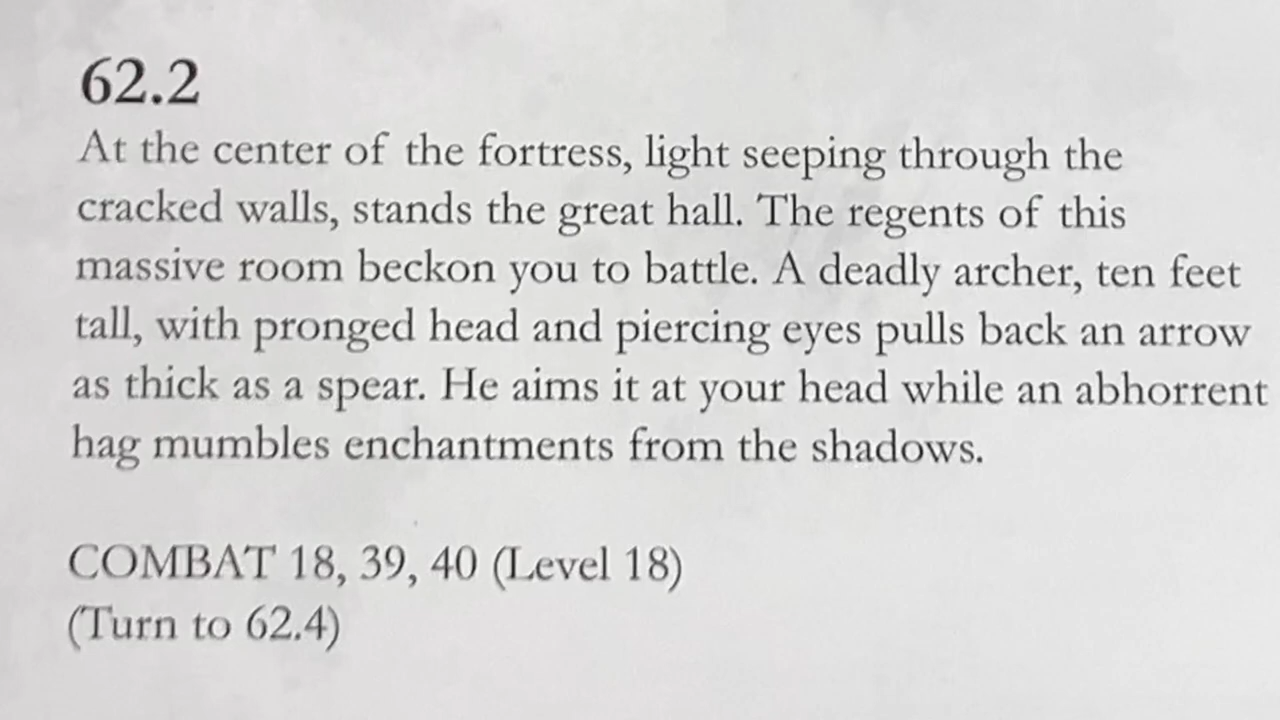 62.2
At the center of the fortress, light seeping through the
cracked walls, stands the great hall. The regents of this
massive room beckon you to battle. A deadly archer, ten feet
tall, with pronged head and piercing eyes pulls back an arrow
as thick as a spear. He aims it at your head while an abhorrent
hag mumbles enchantments from the shadows.
COMBAT 18, 39, 40 (Level 18)
(Turn to 62.4)